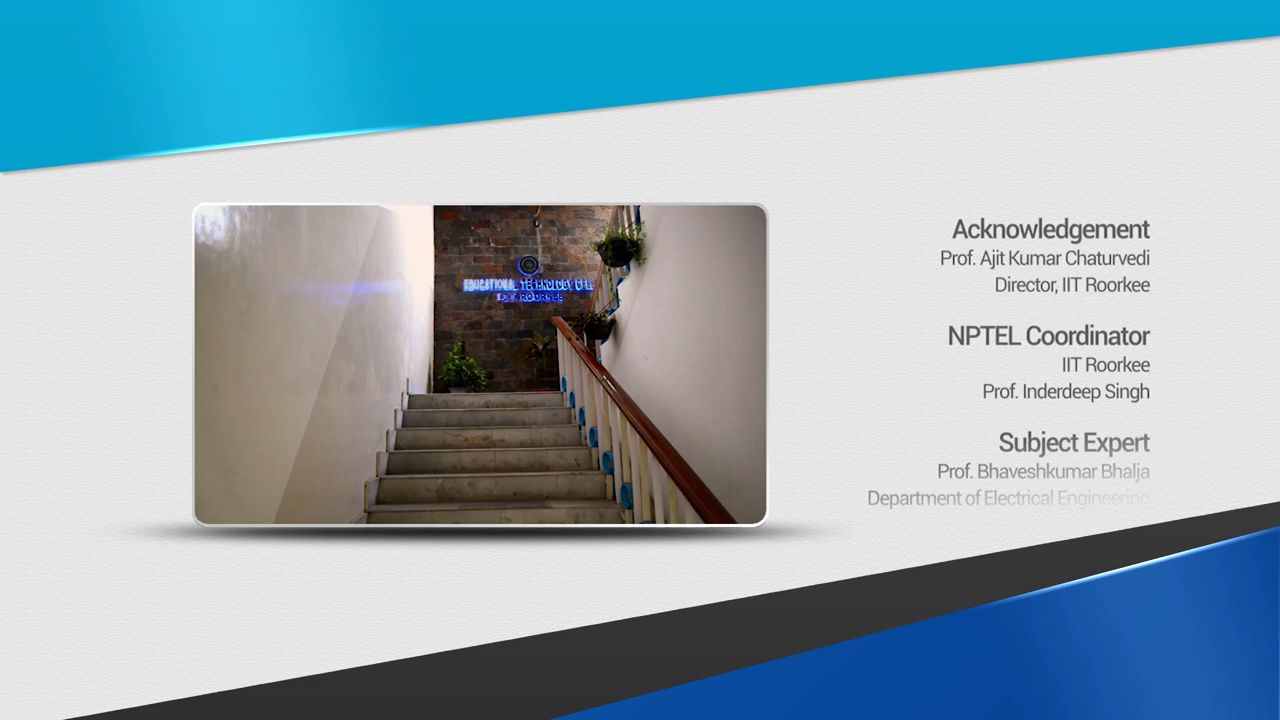 EDUCATIONAL TECHNOLOGY CELL
IIT ROORKEE
Acknowledgement
Prof. Ajit Kumar Chaturvedi
Director, IIT Roorkee
NPTEL Coordinator
IIT Roorkee
Prof. Inderdeep Singh
Subject Expert
Prof. Bhaveshkumar Bhalja
Department of Electrical Engineering